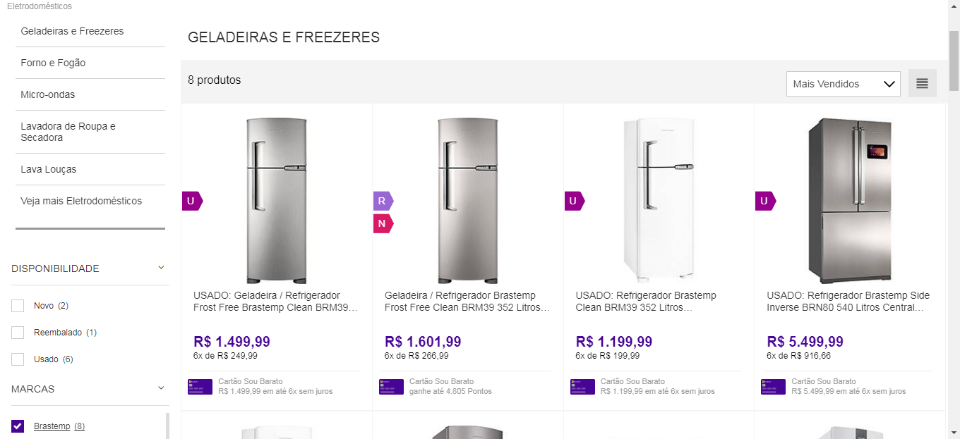 Eletrodomésticos
Geladeiras e Freezeres
Forno e Fogão
Micro-ondas
Lavadora de Roupa e
Secadora
Lava Louças
Veja mais Eletrodomésticos
DISPONIBILIDADE
Novo (2)
Reembalado (1)
Usado (6)
MARCAS
Brastemp (8)
GELADEIRAS E FREEZERES
8 produtos
Mais Vendidos
U
USADO: Geladeira / Refrigerador
Frost Free Brastemp Clean BRM39...
R$ 1.499,99
6x de R$ 249,99
Cartão Sou Barato
R$ 1.499,99 em até 6x sem juros
R
N
Geladeira / Refrigerador Brastemp
Frost Free Clean BRM39 352 Litros...
R$ 1.601,99
6x de R$ 266,99
Cartão Sou Barato
ganhe até 4.805 Pontos
U
USADO: Refrigerador Brastemp
Clean BRM39 352 Litros...
R$ 1.199,99
6x de R$ 199,99
Cartão Sou Barato
R$ 1.199,99 em até 6x sem juros
U
USADO: Refrigerador Brastemp Side
Inverse BRN80 540 Litros Central...
R$ 5.499,99
6x de R$ 916,66
Cartão Sou Barato
R$ 5.499,99 em até 6x sem juros